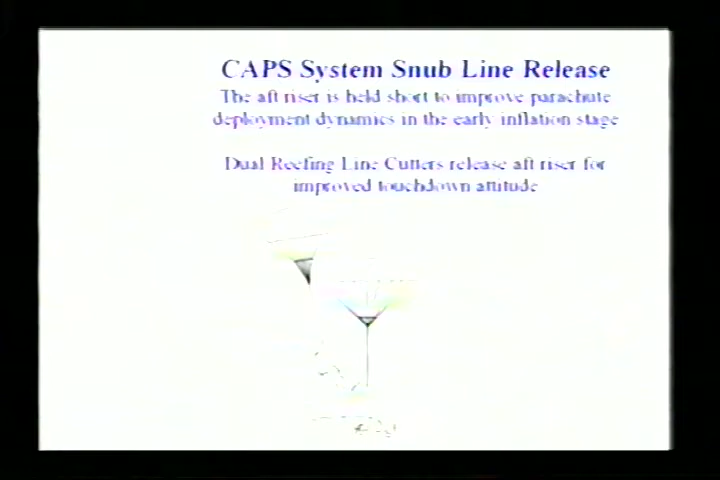 CAPS System Snub Line Release
The aft riser is held short to improve parachute
deployment dynamics in the early inflation stage
Dual Reefing Line Cutters release aft riser for
improved touchdown attitude